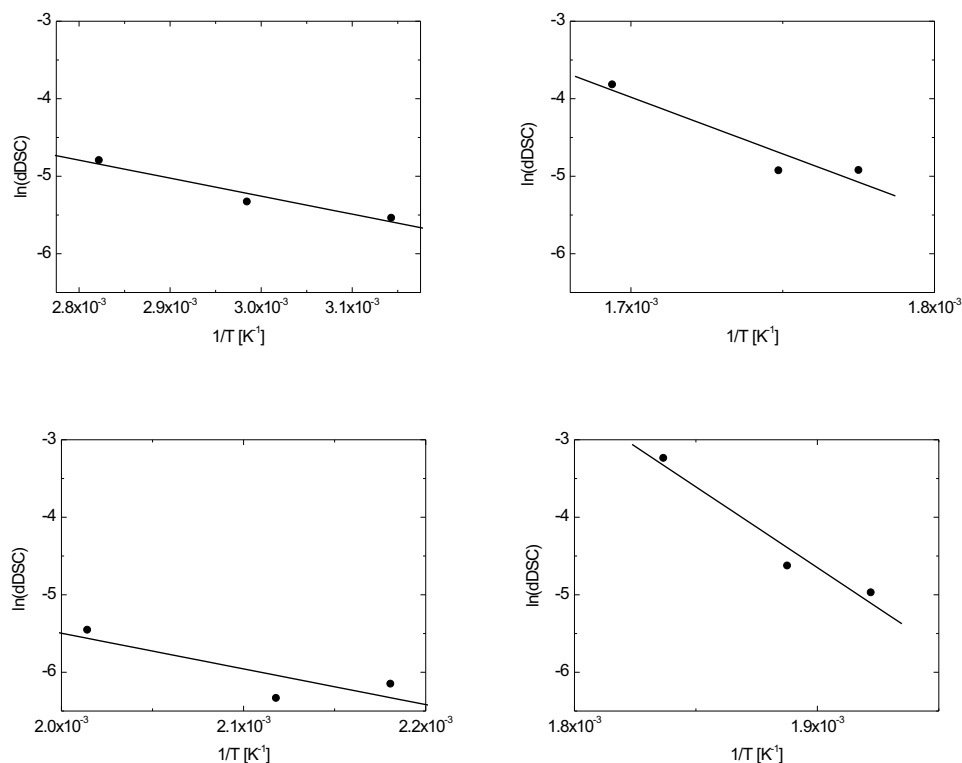 -3
-4
-5
-6
ln(dDSC)
2.8x10⁻³ 2.9x10⁻³ 3.0x10⁻³ 3.1x10⁻³
1/T [K⁻¹]
-3
-4
-5
-6
ln(dDSC)
1.7x10⁻³ 1.8x10⁻³
1/T [K⁻¹]
-3
-4
-5
-6
ln(dDSC)
2.0x10⁻³ 2.1x10⁻³ 2.2x10⁻³
1/T [K⁻¹]
-3
-4
-5
-6
ln(dDSC)
1.8x10⁻³ 1.9x10⁻³
1/T [K⁻¹]